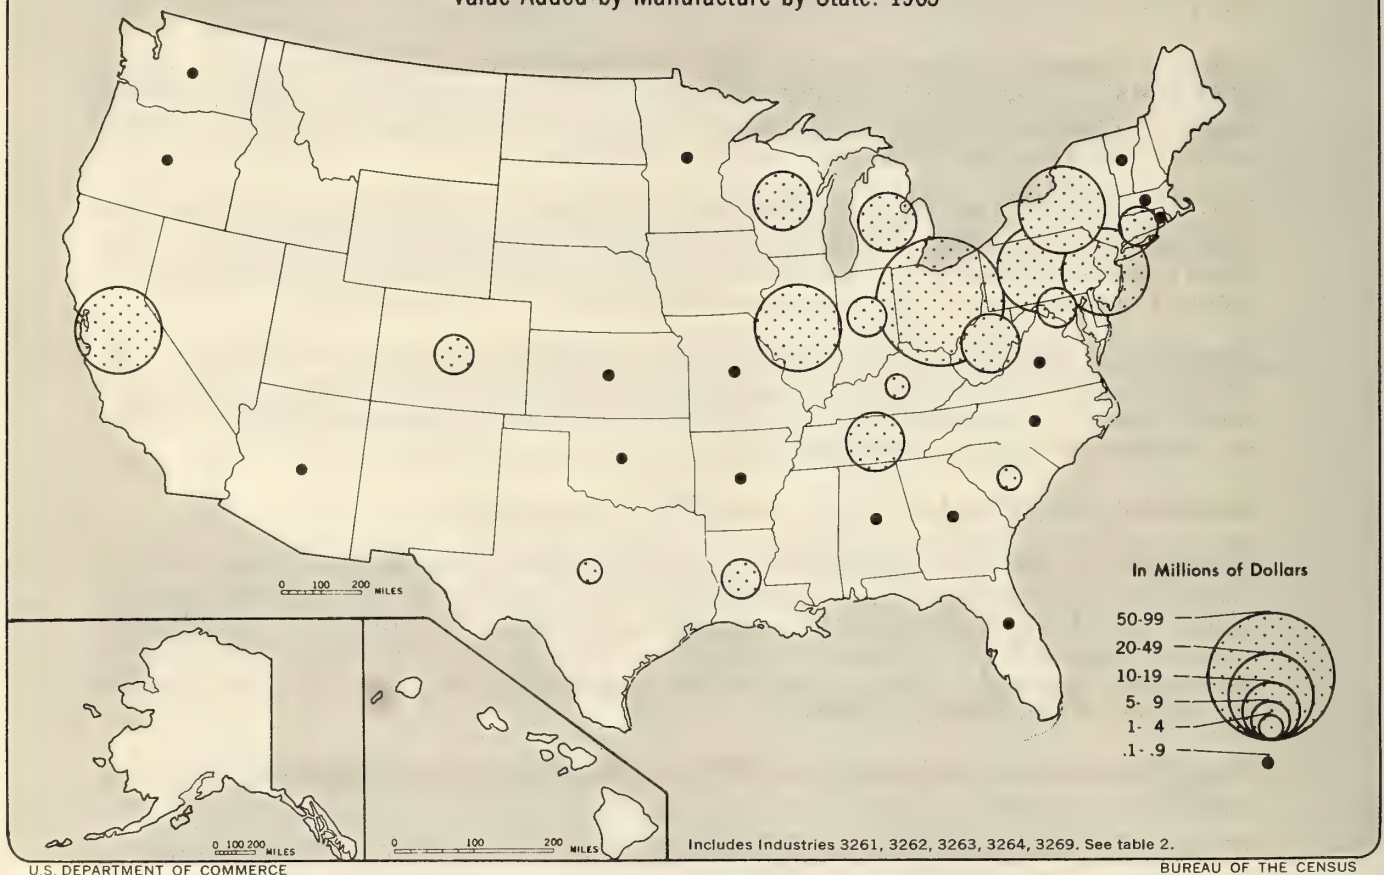 Value Added by Manufacture by State: 1963
0 100 200 MILES
In Millions of Dollars
50-99
20-49
10-19
5- 9
1- 4
.1- .9
0 100 200 MILES
0 100 200 MILES
Includes Industries 3261, 3262, 3263, 3264, 3269. See table 2.
U.S. DEPARTMENT OF COMMERCE
BUREAU OF THE CENSUS